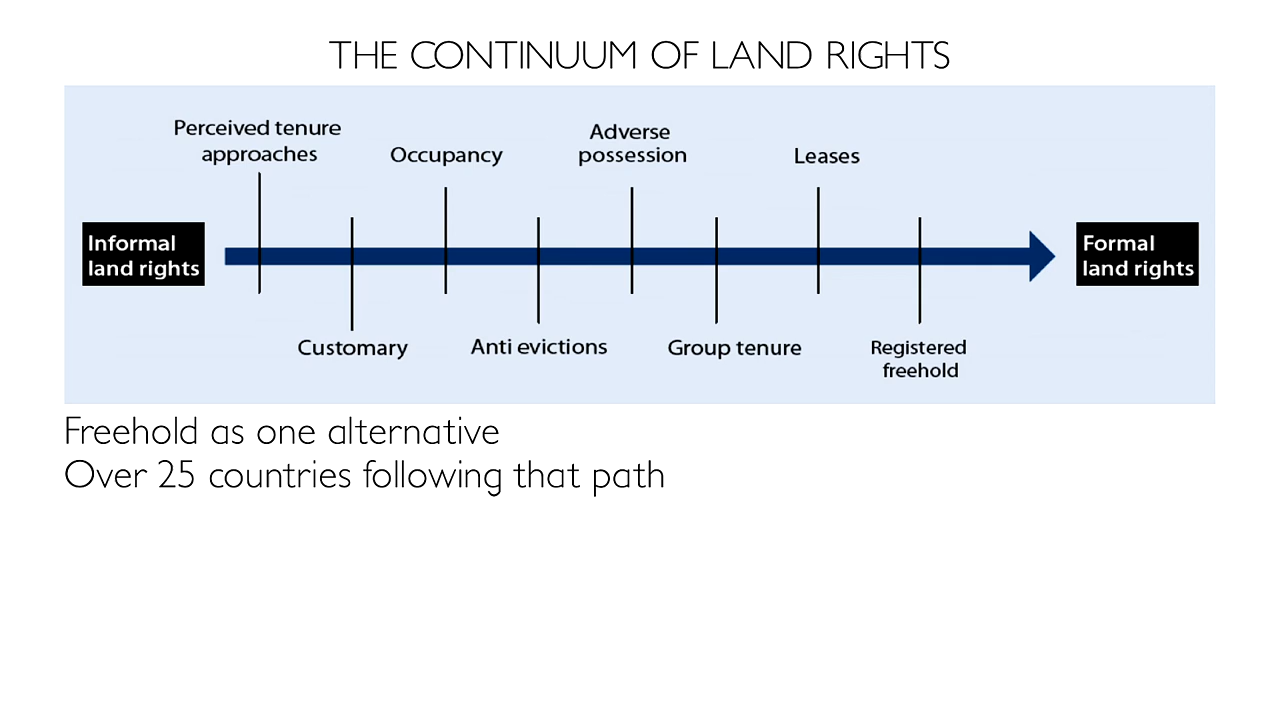 THE CONTINUUM OF LAND RIGHTS
Perceived tenure
approaches
Occupancy
Adverse
possession
Leases
Informal
land rights
Formal
land rights
Customary
Anti evictions
Group tenure
Registered
freehold
Freehold as one alternative
Over 25 countries following that path